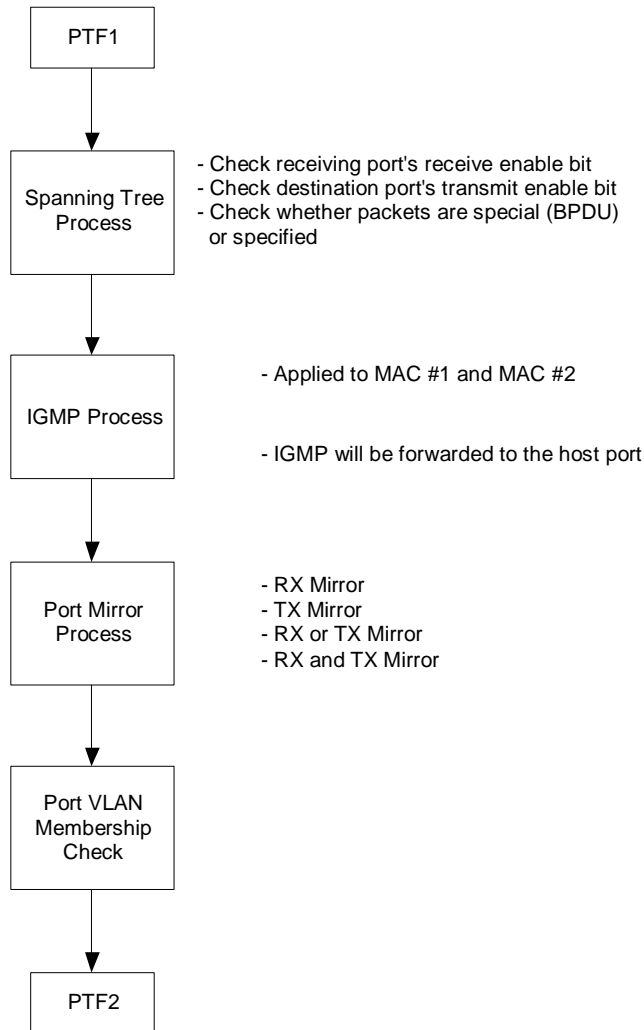 PTF1
Spanning Tree
Process
- Check receiving port's receive enable bit
- Check destination port's transmit enable bit
- Check whether packets are special (BPDU)
or specified
IGMP Process
- Applied to MAC #1 and MAC #2
- IGMP will be forwarded to the host port
Port Mirror
Process
- RX Mirror
- TX Mirror
- RX or TX Mirror
- RX and TX Mirror
Port VLAN
Membership
Check
PTF2